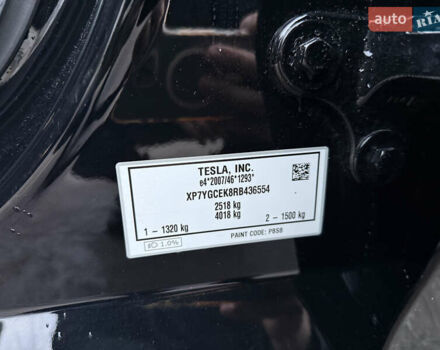 auto RIA
TESLA, INC.
e4*2007/46*1293*
XP7YGCEK8RB436554
2518 kg
4018 kg
1 - 1320 kg 2 - 1500 kg
1.0% PAINT CODE: PBSB